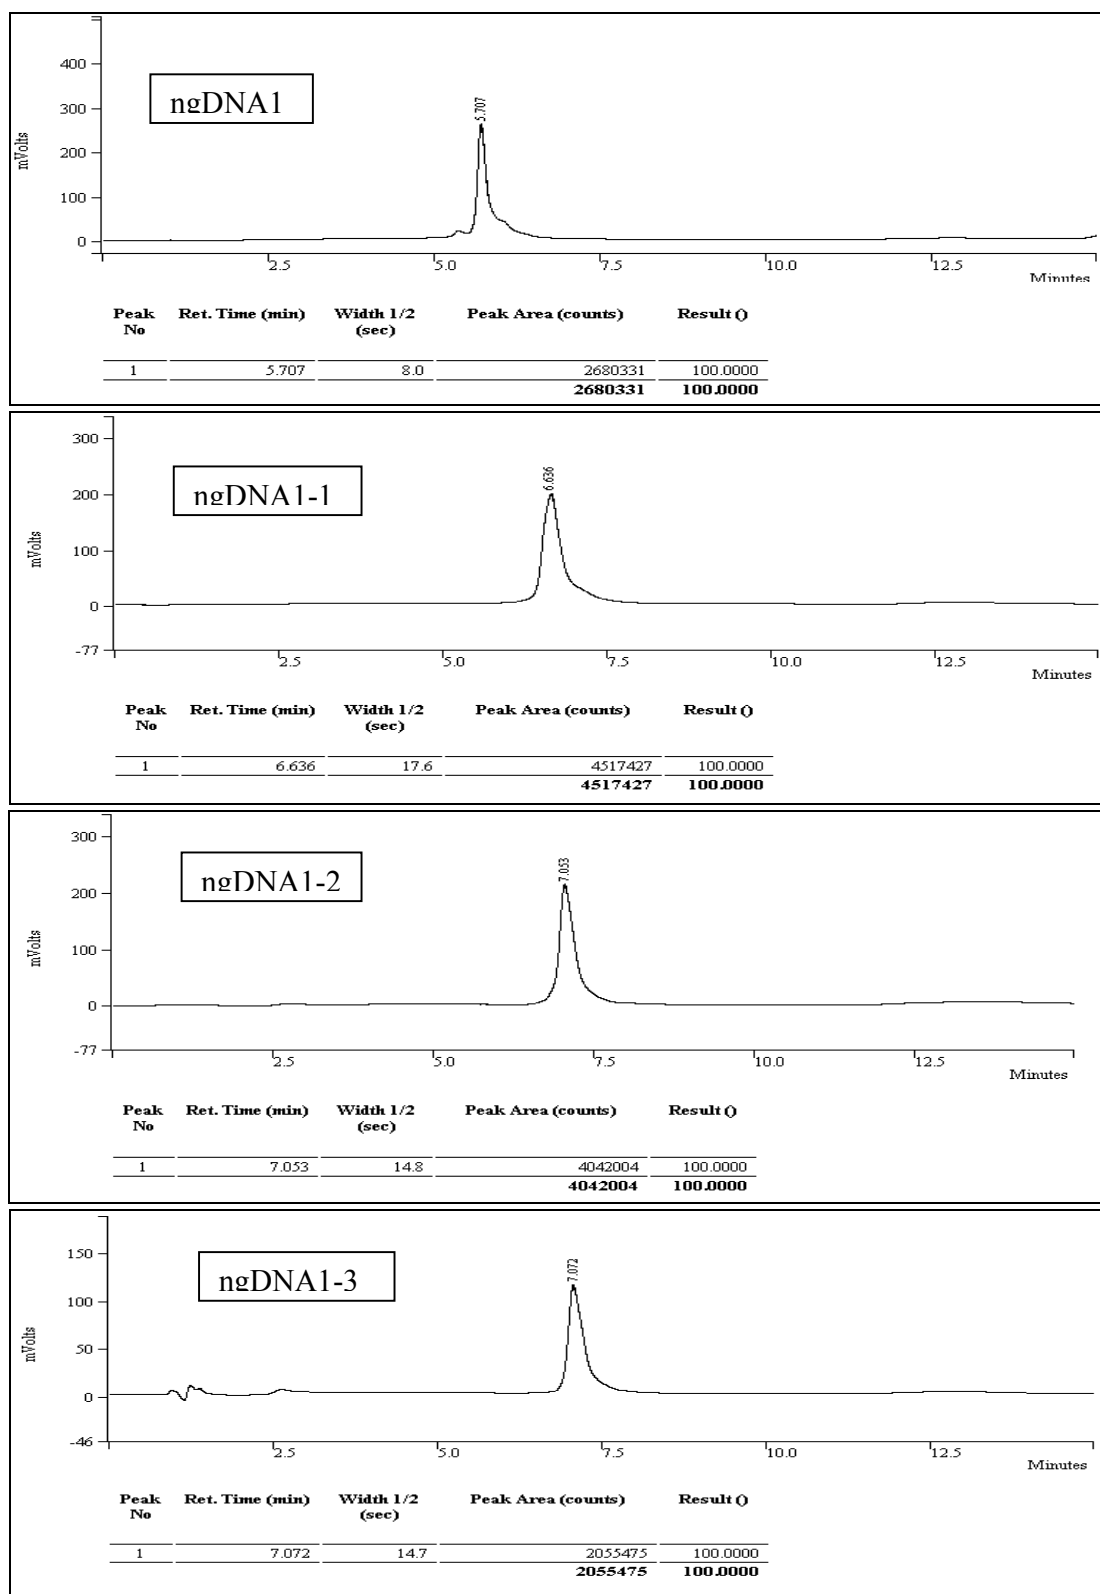 400
300
200
100
0
mVolts
ngDNA1
5.707
2.5 5.0 7.5 10.0 12.5
Minutes
Peak No Ret. Time (min) Width 1/2 (sec) Peak Area (counts) Result ()
1 5.707 8.0 2680331 100.0000
2680331 100.0000
300
200
100
0
-77
mVolts
ngDNA1-1
6.636
2.5 5.0 7.5 10.0 12.5
Minutes
Peak No Ret. Time (min) Width 1/2 (sec) Peak Area (counts) Result ()
1 6.636 17.6 4517427 100.0000
4517427 100.0000
300
200
100
0
-77
mVolts
ngDNA1-2
7.053
2.5 5.0 7.5 10.0 12.5
Minutes
Peak No Ret. Time (min) Width 1/2 (sec) Peak Area (counts) Result ()
1 7.053 14.8 4042004 100.0000
4042004 100.0000
150
100
50
0
-46
mVolts
ngDNA1-3
7.072
2.5 5.0 7.5 10.0 12.5
Minutes
Peak No Ret. Time (min) Width 1/2 (sec) Peak Area (counts) Result ()
1 7.072 14.7 2055475 100.0000
2055475 100.0000